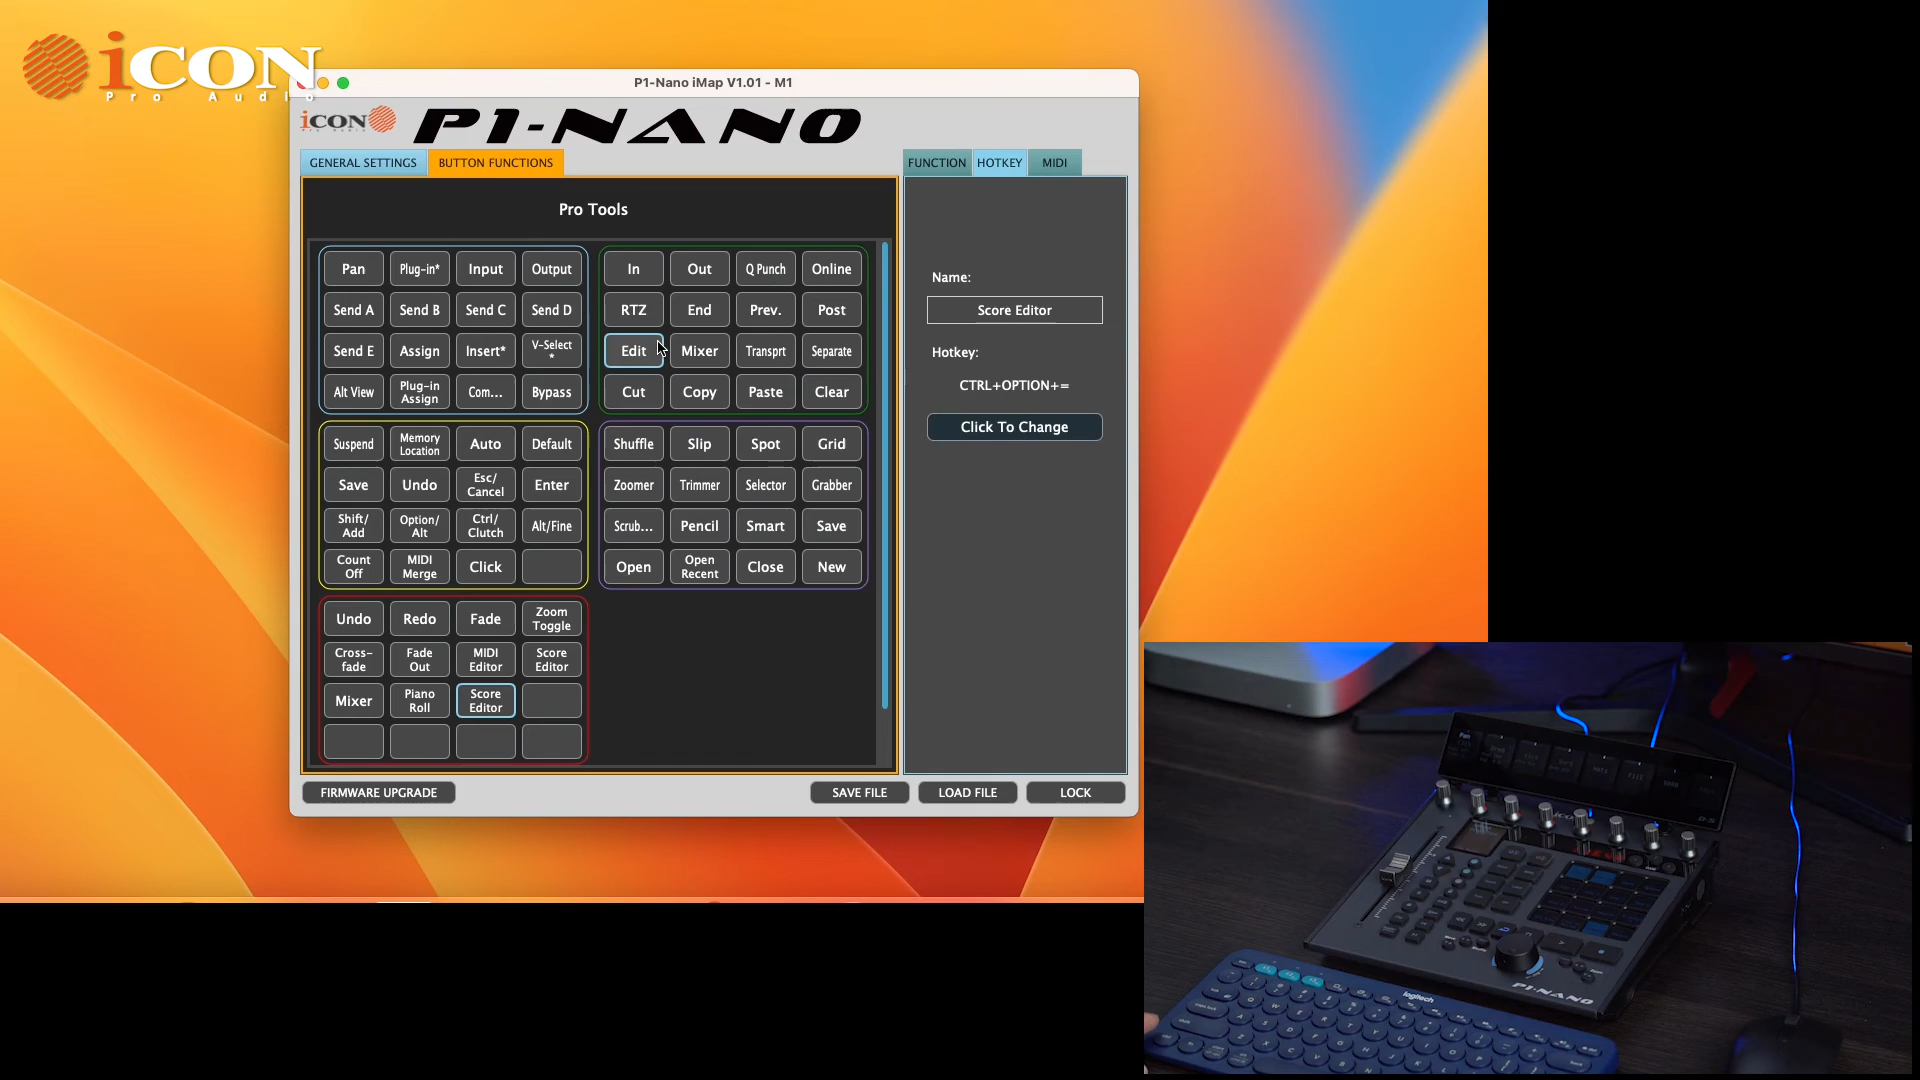 iCON
Pro Audio
P1-Nano iMap V1.01 - M1
iCON
P1-NANO
GENERAL SETTINGS
BUTTON FUNCTIONS
FUNCTION
HOTKEY
MIDI
Pro Tools
Pan
Plug-in*
Input
Output
Send A
Send B
Send C
Send D
Send E
Assign
Insert*
V-Select
*
Alt View
Plug-in
Assign
Com...
Bypass
In
Out
Q Punch
Online
RTZ
End
Prev.
Post
Edit
Mixer
Transprt
Separate
Cut
Copy
Paste
Clear
Suspend
Memory
Location
Auto
Default
Save
Undo
Esc/
Cancel
Enter
Shift/
Add
Option/
Alt
Ctrl/
Clutch
Alt/Fine
Count
Off
MIDI
Merge
Click
Shuffle
Slip
Spot
Grid
Zoomer
Trimmer
Selector
Grabber
Scrub...
Pencil
Smart
Save
Open
Open
Recent
Close
New
Undo
Redo
Fade
Zoom
Toggle
Cross-
fade
Fade
Out
MIDI
Editor
Score
Editor
Mixer
Piano
Roll
Score
Editor
Name:
Score Editor
Hotkey:
CTRL+OPTION+=
Click To Change
FIRMWARE UPGRADE
SAVE FILE
LOAD FILE
LOCK
Pan
D-5
P1-NANO
logitech